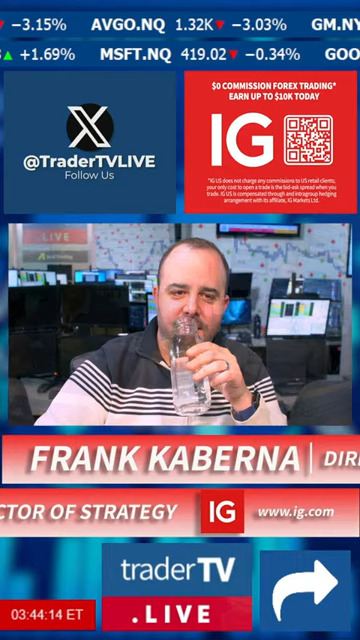 −3.15% AVGO.NQ 1.32K −3.03% GM.NY
+1.69% MSFT.NQ 419.02 −0.34% GOO
@TraderTVLIVE
Follow Us
$0 COMMISSION FOREX TRADING*
EARN UP TO $10K TODAY
IG
*IG US does not charge any commissions to US retail clients;
your only cost to open a trade is the bid-ask spread when you
trade. IG US is compensated through and intragroup hedging
arrangement with its affiliate, IG Markets Ltd.
.LIVE
FRANK KABERNA DIRE
CTOR OF STRATEGY IG www.ig.com
traderTV
.LIVE
03:44:14 ET